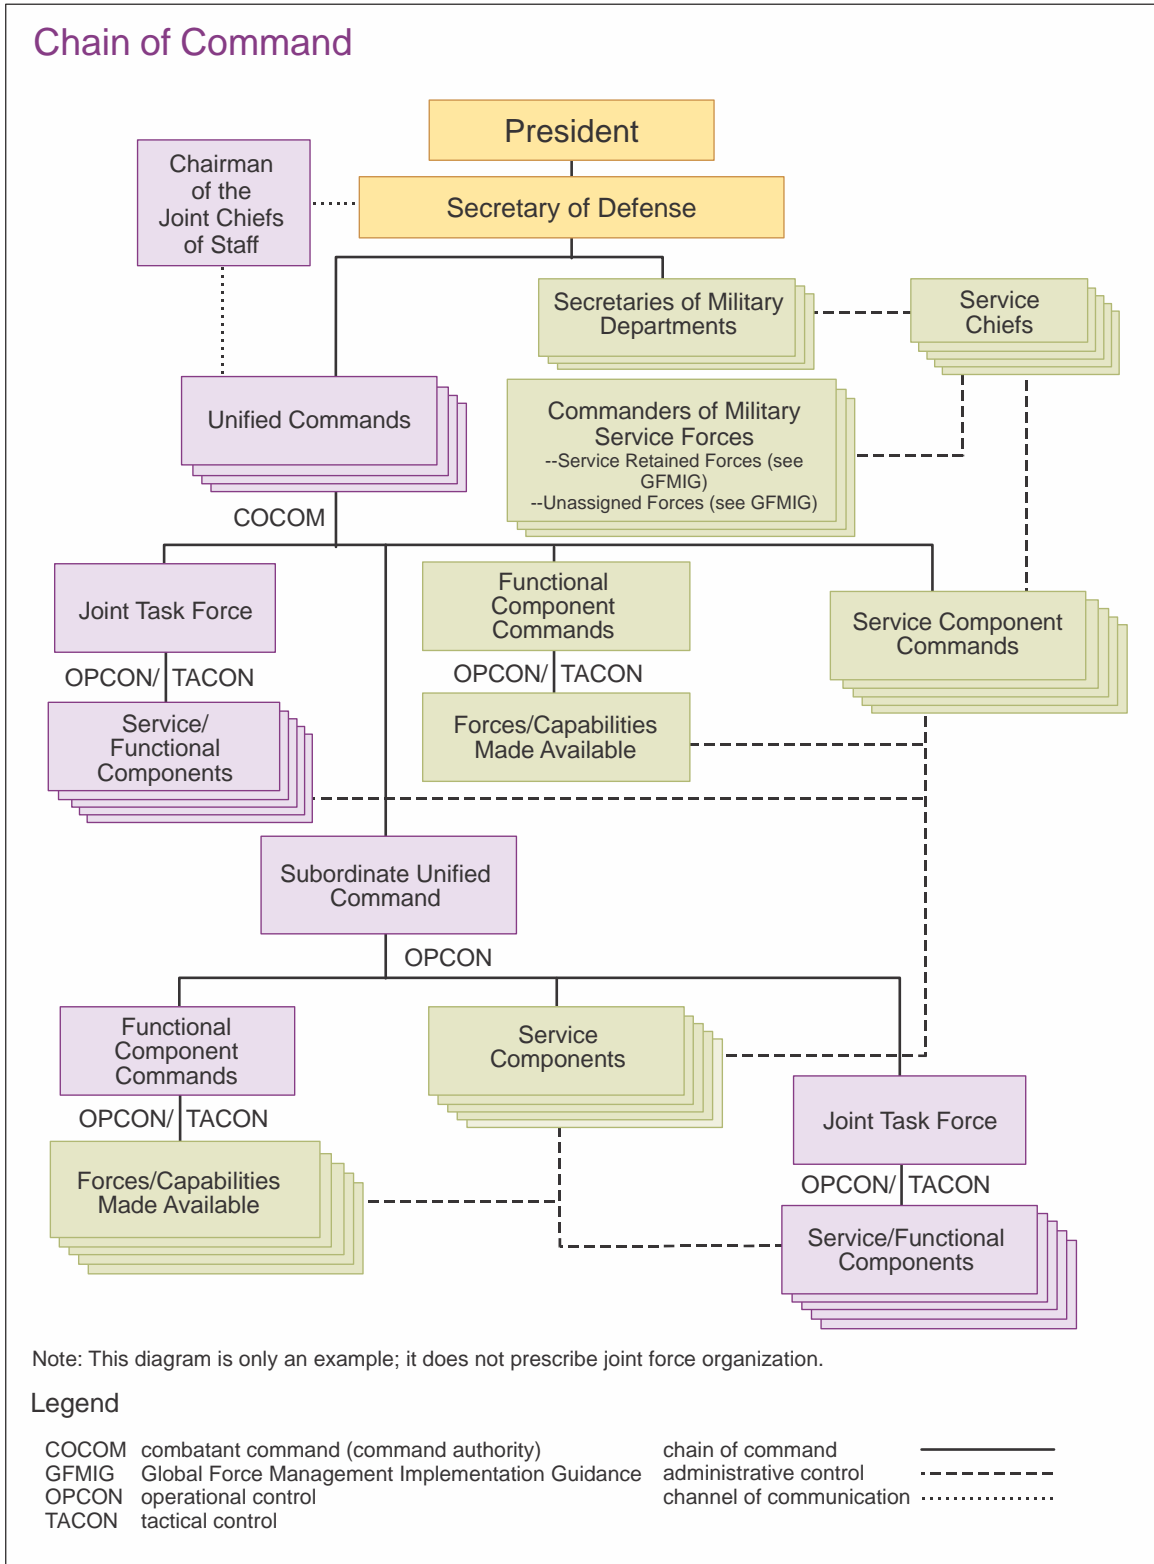 Chain of Command
President
Chairman
of the
Joint Chiefs
of Staff
Secretary of Defense
Secretaries of Military
Departments
Service
Chiefs
Unified Commands
Commanders of Military
Service Forces
--Service Retained Forces (see
GFMIG)
--Unassigned Forces (see GFMIG)
COCOM
Joint Task Force
Functional
Component
Commands
Service Component
Commands
OPCON/ TACON
OPCON/ TACON
Service/
Functional
Components
Forces/Capabilities
Made Available
Subordinate Unified
Command
OPCON
Functional
Component
Commands
Service
Components
Joint Task Force
OPCON/ TACON
Forces/Capabilities
Made Available
OPCON/ TACON
Service/Functional
Components
Note: This diagram is only an example; it does not prescribe joint force organization.
Legend
COCOM combatant command (command authority)
GFMIG Global Force Management Implementation Guidance
OPCON operational control
TACON tactical control
chain of command
administrative control
channel of communication